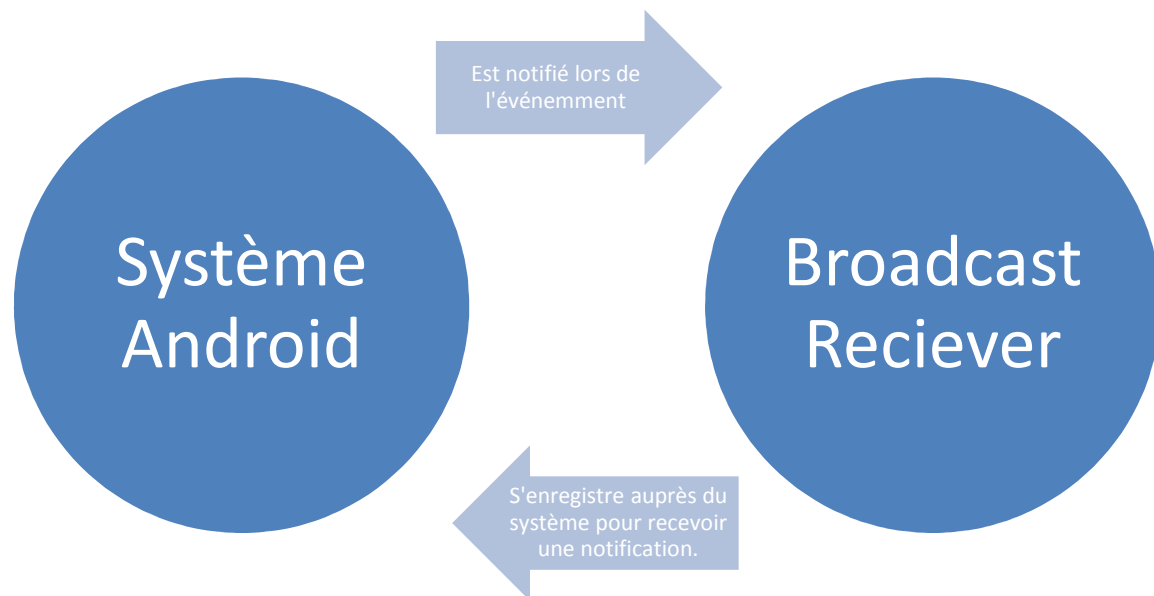 Est notifié lors de
l'événemment
Système
Android
Broadcast
Reciever
S'enregistre auprès du
système pour recevoir
une notification.